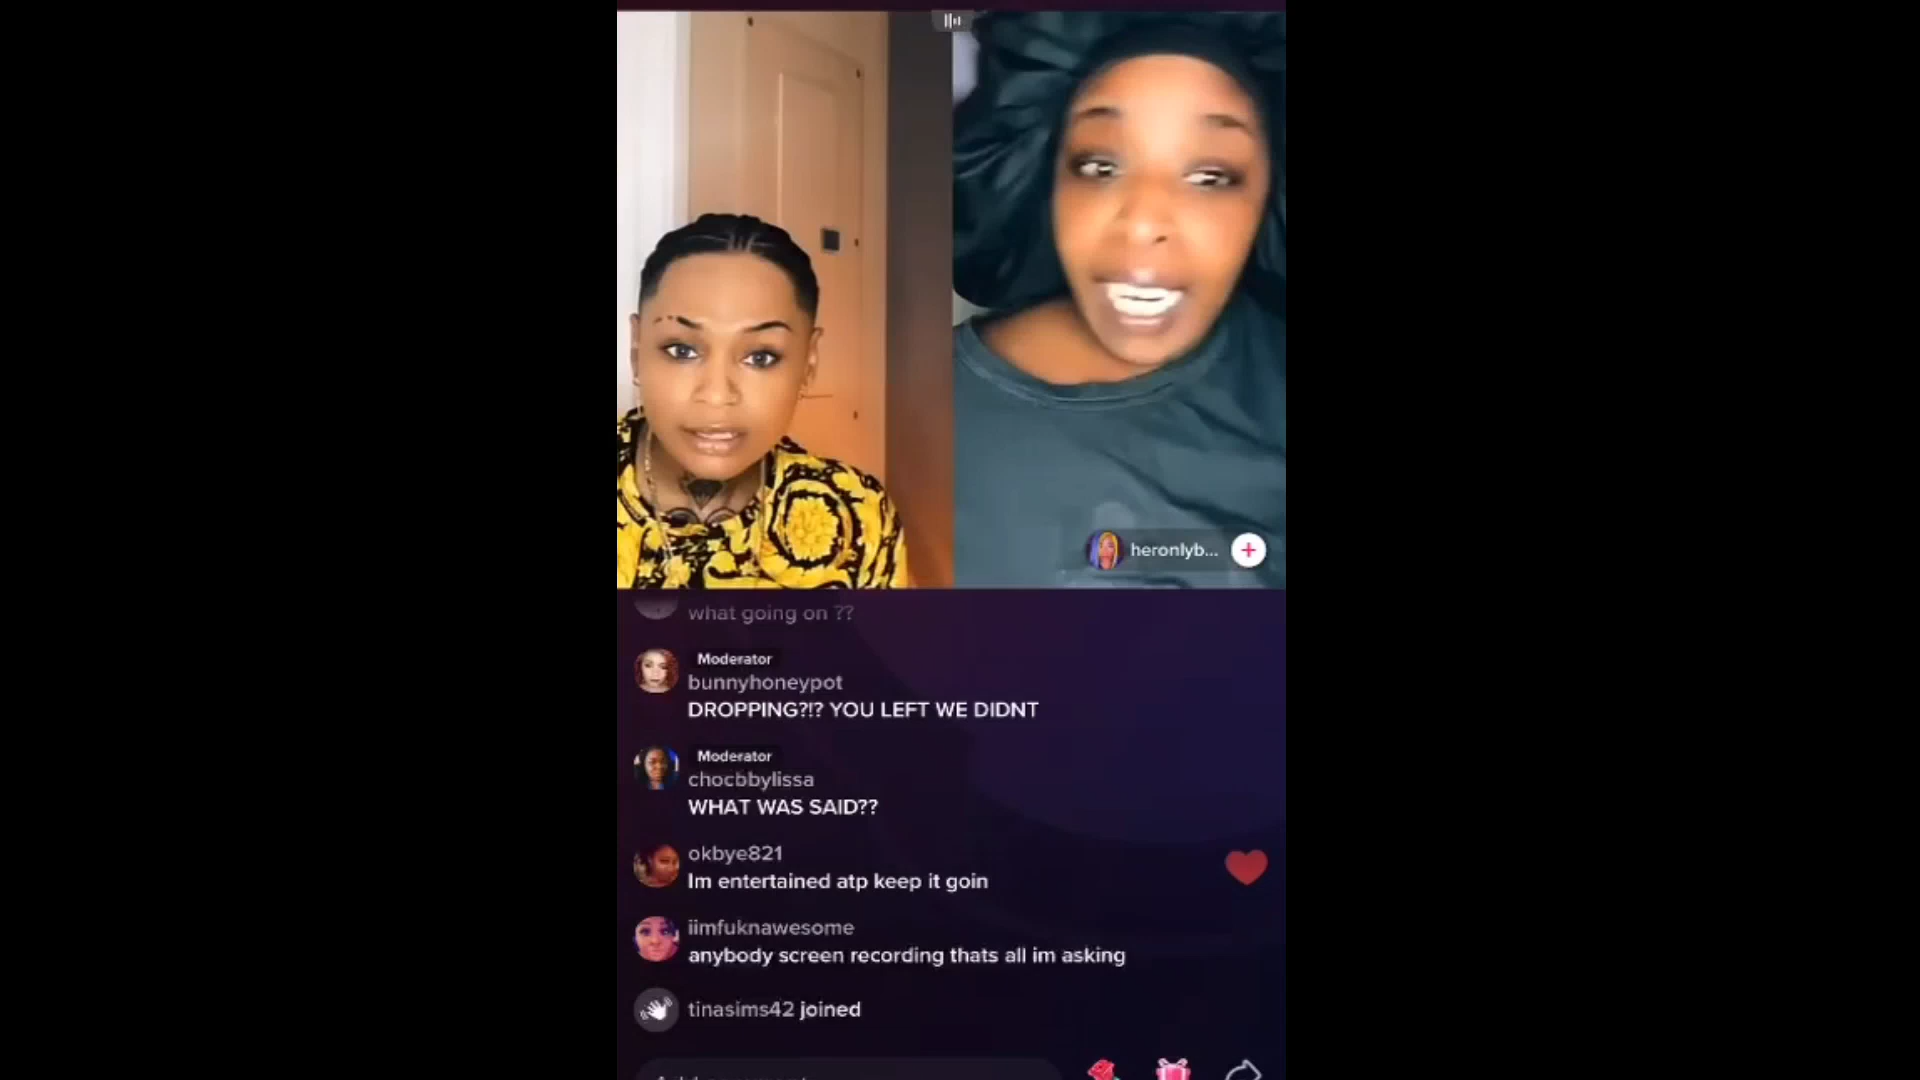 heronlyb...
what going on ??
Moderator
bunnyhoneypot
DROPPING?!? YOU LEFT WE DIDNT
Moderator
chocbbylissa
WHAT WAS SAID??
okbye821
Im entertained atp keep it goin
iimfuknawesome
anybody screen recording thats all im asking
tinasims42 joined